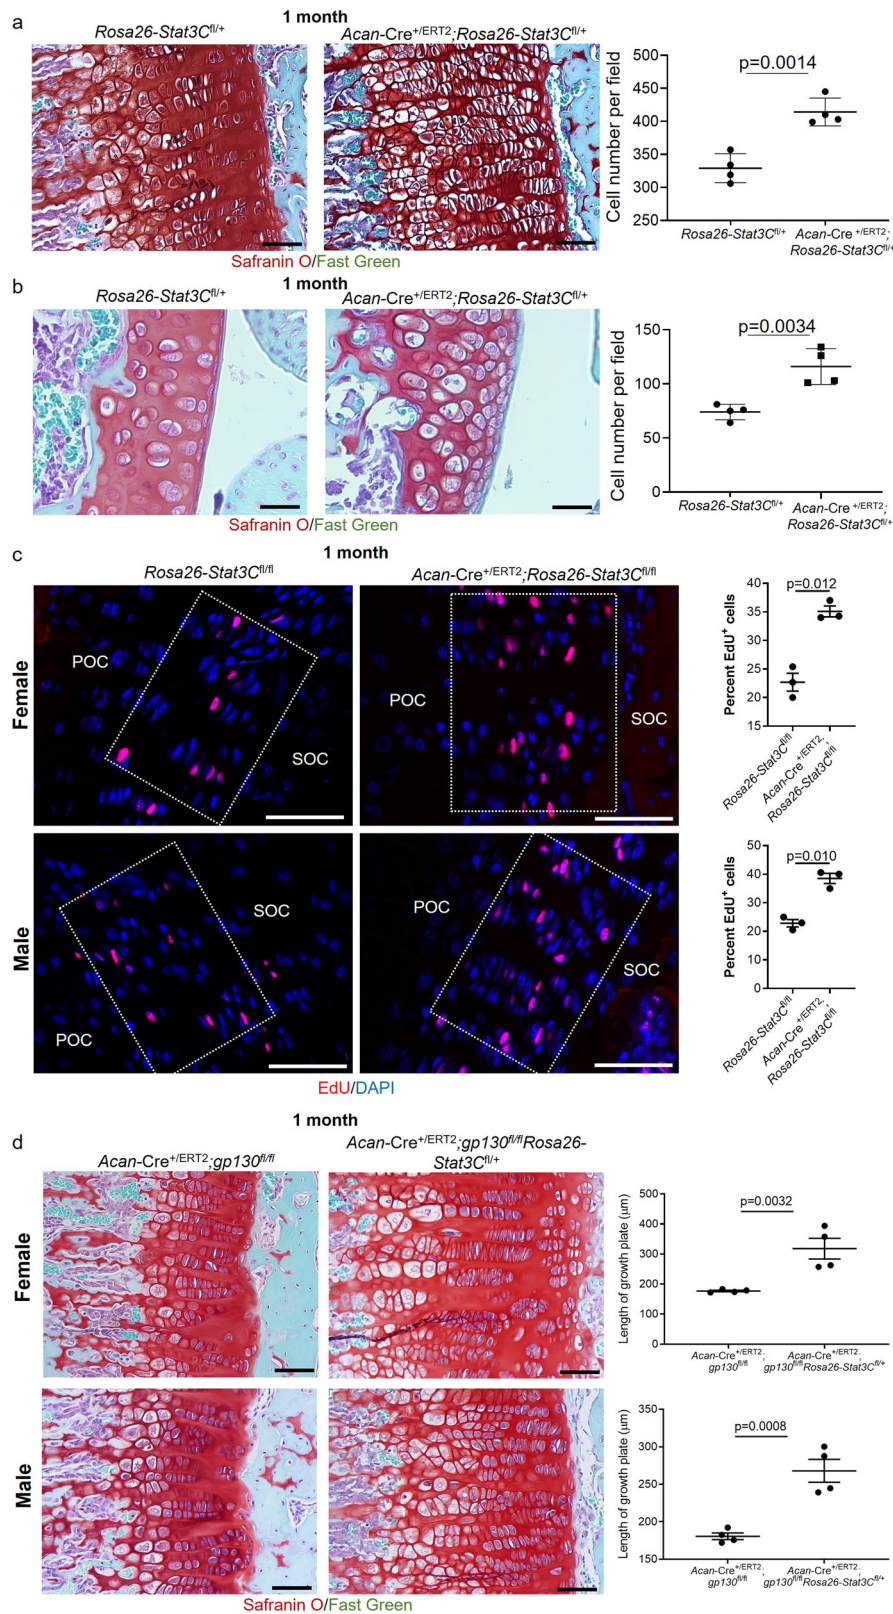 a
1 month
Rosa26-Stat3Cfl/+
Acan-Cre+/ERT2;Rosa26-Stat3Cfl/+
Safranin O/Fast Green
Cell number per field
500
450
400
350
300
250
p=0.0014
Rosa26-Stat3Cfl/+
Acan-Cre+/ERT2;
Rosa26-Stat3Cfl/+
b
1 month
Rosa26-Stat3Cfl/+
Acan-Cre+/ERT2;Rosa26-Stat3Cfl/+
Safranin O/Fast Green
Cell number per field
150
100
50
0
p=0.0034
Rosa26-Stat3Cfl/+
Acan-Cre+/ERT2;
Rosa26-Stat3Cfl/+
c
1 month
Rosa26-Stat3Cfl/fl
Acan-Cre+/ERT2;Rosa26-Stat3Cfl/fl
Female
POC
SOC
POC
SOC
Percent EdU+ cells
40
35
30
25
20
15
p=0.012
Rosa26-Stat3Cfl/fl
Acan-Cre+/ERT2;
Rosa26-Stat3Cfl/fl
Male
POC
SOC
POC
SOC
Percent EdU+ cells
50
40
30
20
10
0
p=0.010
Rosa26-Stat3Cfl/fl
Acan-Cre+/ERT2;
Rosa26-Stat3Cfl/fl
EdU/DAPI
d
1 month
Acan-Cre+/ERT2;gp130fl/fl
Acan-Cre+/ERT2;gp130fl/flRosa26-
Stat3Cfl/+
Female
Length of growth plate (μm)
500
400
300
200
100
0
p=0.0032
Acan-Cre+/ERT2;
gp130fl/fl
Acan-Cre+/ERT2;
gp130fl/flRosa26-Stat3Cfl/+
Male
Length of growth plate (μm)
350
300
250
200
150
p=0.0008
Acan-Cre+/ERT2;
gp130fl/fl
Acan-Cre+/ERT2;
gp130fl/flRosa26-Stat3Cfl/+
Safranin O/Fast Green